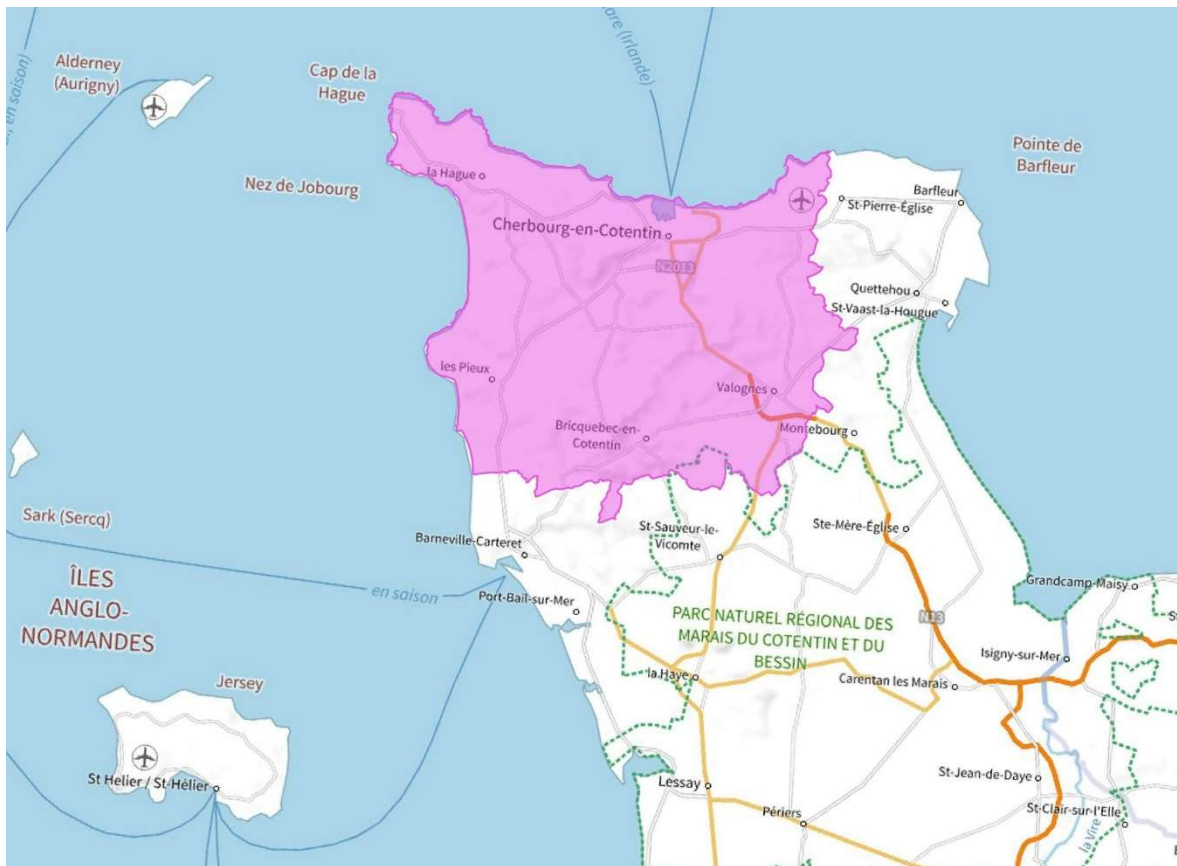 Alderney
(Aurigny)
Cap de la
Hague
are (Irlande)
en saison
Pointe de
Barfleur
Nez de Jobourg
la Hague
Barfleur
St-Pierre-Église
Cherbourg-en-Cotentin
N2013
Quettehou
St-Vaast-la-Hougue
les Pieux
Valognes
Bricquebec-en-
Cotentin
Montebourg
Sark (Sercq)
Ste-Mère-Église
St-Sauveur-le-
Vicomte
Barneville-Carteret
ÎLES
ANGLO-
NORMANDES
en saison
Port-Bail-sur-Mer
Grandcamp-Maisy
PARC NATUREL RÉGIONAL DES
MARAIS DU COTENTIN ET DU
BESSIN
N13
Isigny-sur-Mer
Jersey
la Haye
Carentan les Marais
St Helier / St-Hélier
Lessay
St-Jean-de-Daye
Périers
St-Clair-sur-l'Elle
la Vire